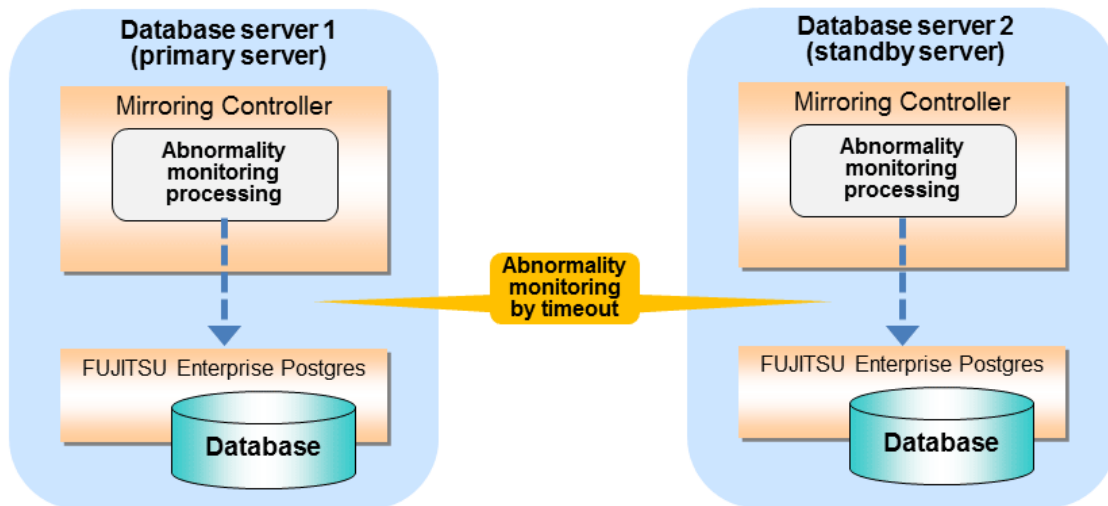 Database server 1
(primary server)
Mirroring Controller
Abnormality
monitoring
processing
FUJITSU Enterprise Postgres
Database
Abnormality
monitoring
by timeout
Database server 2
(standby server)
Mirroring Controller
Abnormality
monitoring
processing
FUJITSU Enterprise Postgres
Database